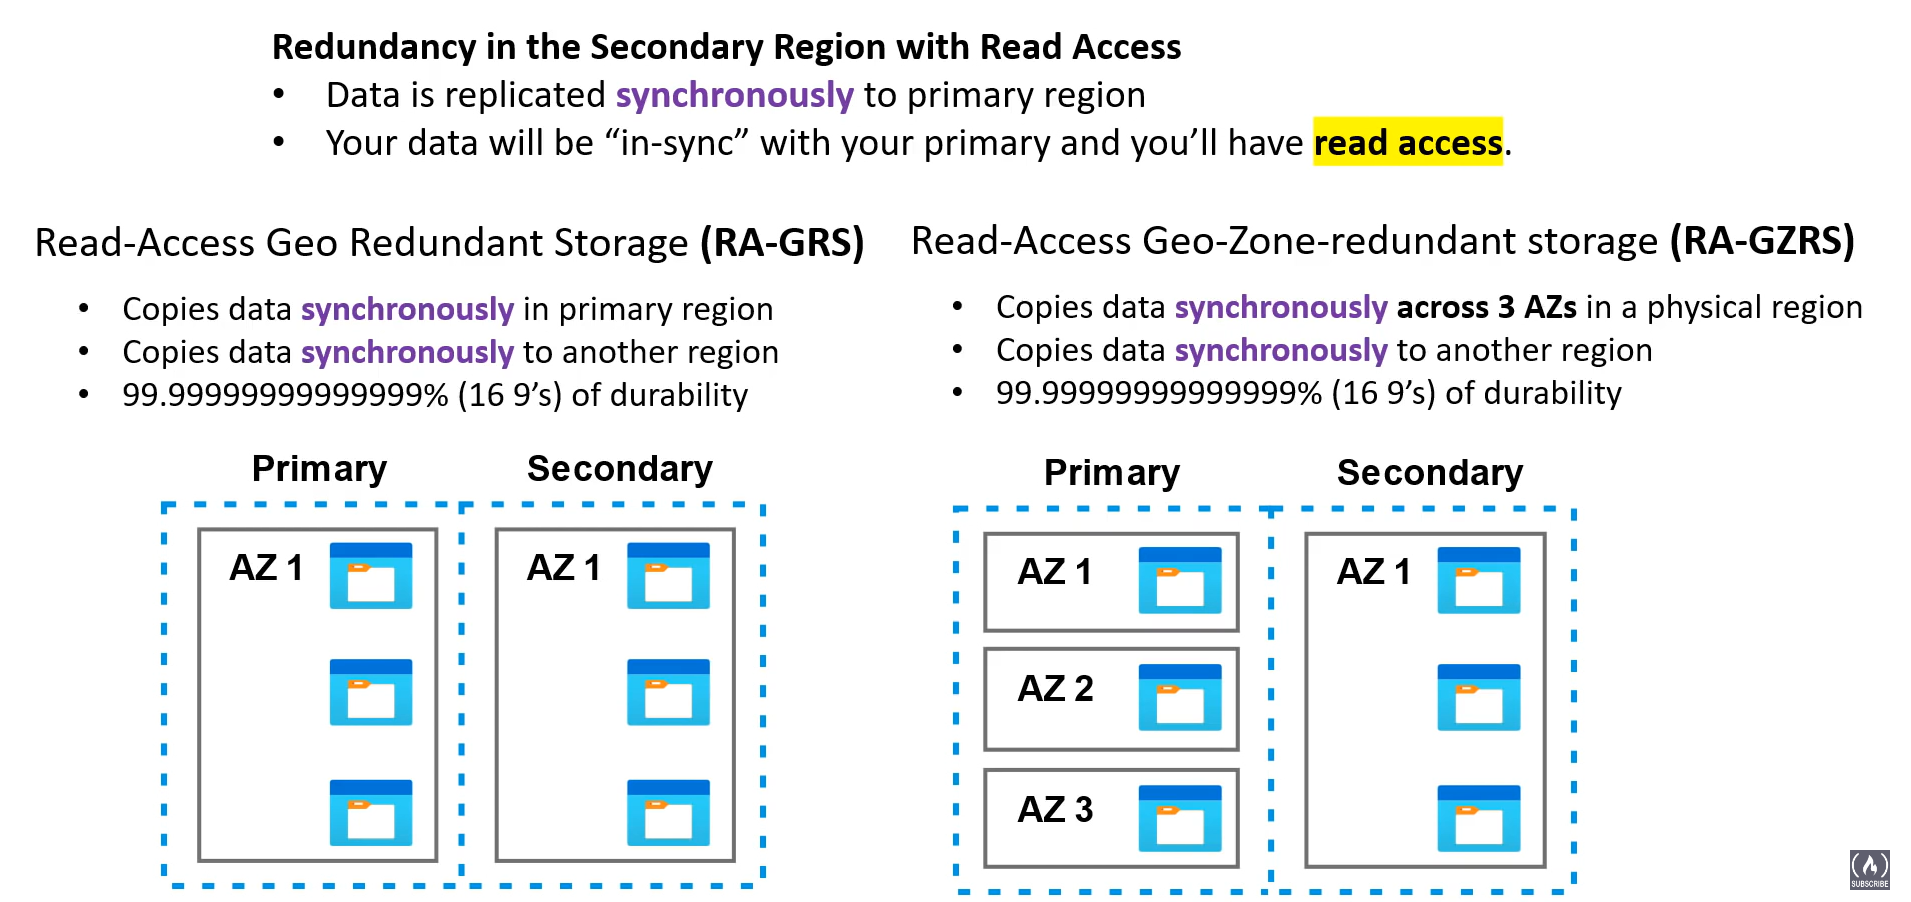 Redundancy in the Secondary Region with Read Access
• Data is replicated synchronously to primary region
• Your data will be “in-sync” with your primary and you’ll have read access.
Read-Access Geo Redundant Storage (RA-GRS)
• Copies data synchronously in primary region
• Copies data synchronously to another region
• 99.99999999999999% (16 9’s) of durability
Primary
Secondary
AZ 1
AZ 1
Read-Access Geo-Zone-redundant storage (RA-GZRS)
• Copies data synchronously across 3 AZs in a physical region
• Copies data synchronously to another region
• 99.99999999999999% (16 9’s) of durability
Primary
Secondary
AZ 1
AZ 2
AZ 3
AZ 1
SUBSCRIBE